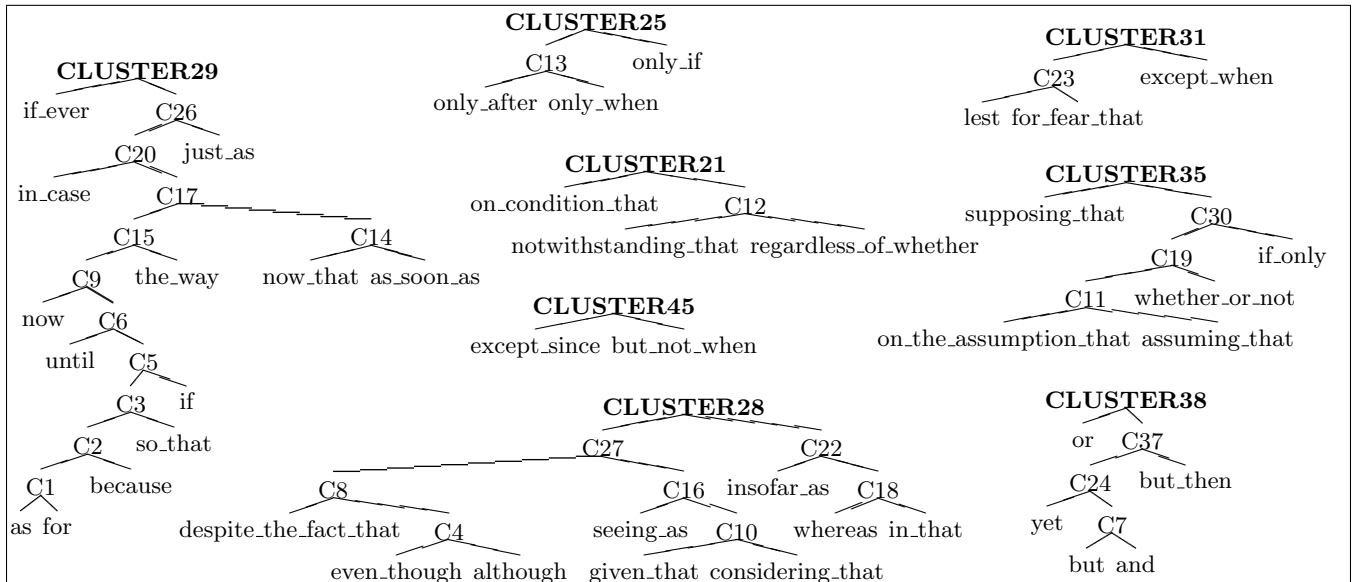 CLUSTER29
if_ever C26
C20 just_as
in_case C17
C15 C14
C9 the_way now_that as_soon_as
now C6
until C5
C3 if
C2 so_that
C1 because
as for
CLUSTER25
C13 only_if
only_after only_when
CLUSTER21
on_condition_that C12
notwithstanding_that regardless_of_whether
CLUSTER45
except_since but_not_when
CLUSTER28
C27 C22
C8 C16 insofar_as C18
despite_the_fact_that C4 seeing_as C10 whereas in_that
even_though although given_that considering_that
CLUSTER31
C23 except_when
lest for_fear_that
CLUSTER35
supposing_that C30
C19 if_only
C11 whether_or_not
on_the_assumption_that assuming_that
CLUSTER38
or C37
C24 but_then
yet C7
but and